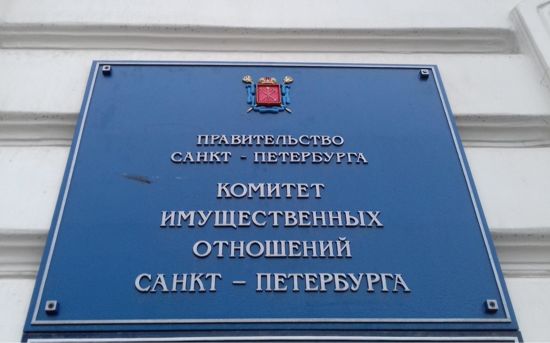 ПРАВИТЕЛЬСТВО
САНКТ - ПЕТЕРБУРГА
КОМИТЕТ
ИМУЩЕСТВЕННЫХ
ОТНОШЕНИЙ
САНКТ - ПЕТЕРБУРГА